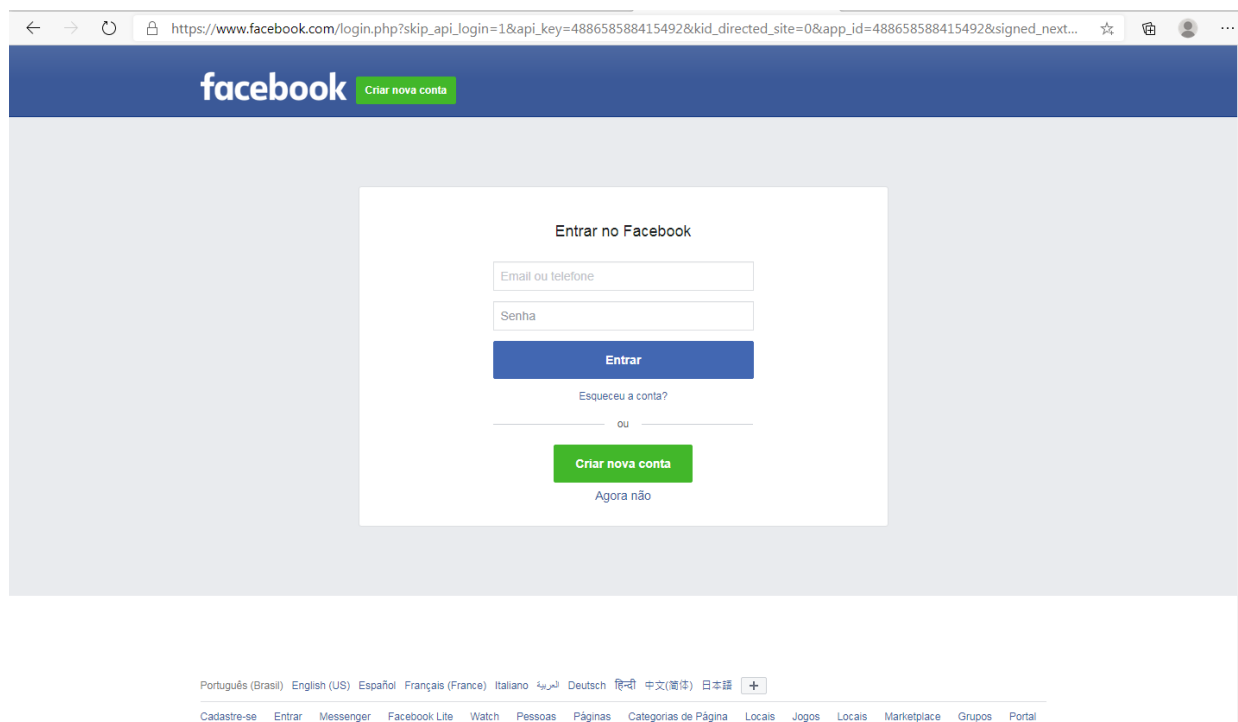 https://www.facebook.com/login.php?skip_api_login=1&api_key=488658588415492&kid_directed_site=0&app_id=488658588415492&signed_next...
facebook Criar nova conta
Entrar no Facebook
Email ou telefone
Senha
Entrar
Esqueceu a conta?
ou
Criar nova conta
Agora não
Português (Brasil) English (US) Español Français (France) Italiano العربية Deutsch हिन्दी 中文(简体) 日本語 +
Cadastre-se Entrar Messenger Facebook Lite Watch Pessoas Páginas Categorias de Página Locais Jogos Locais Marketplace Grupos Portal